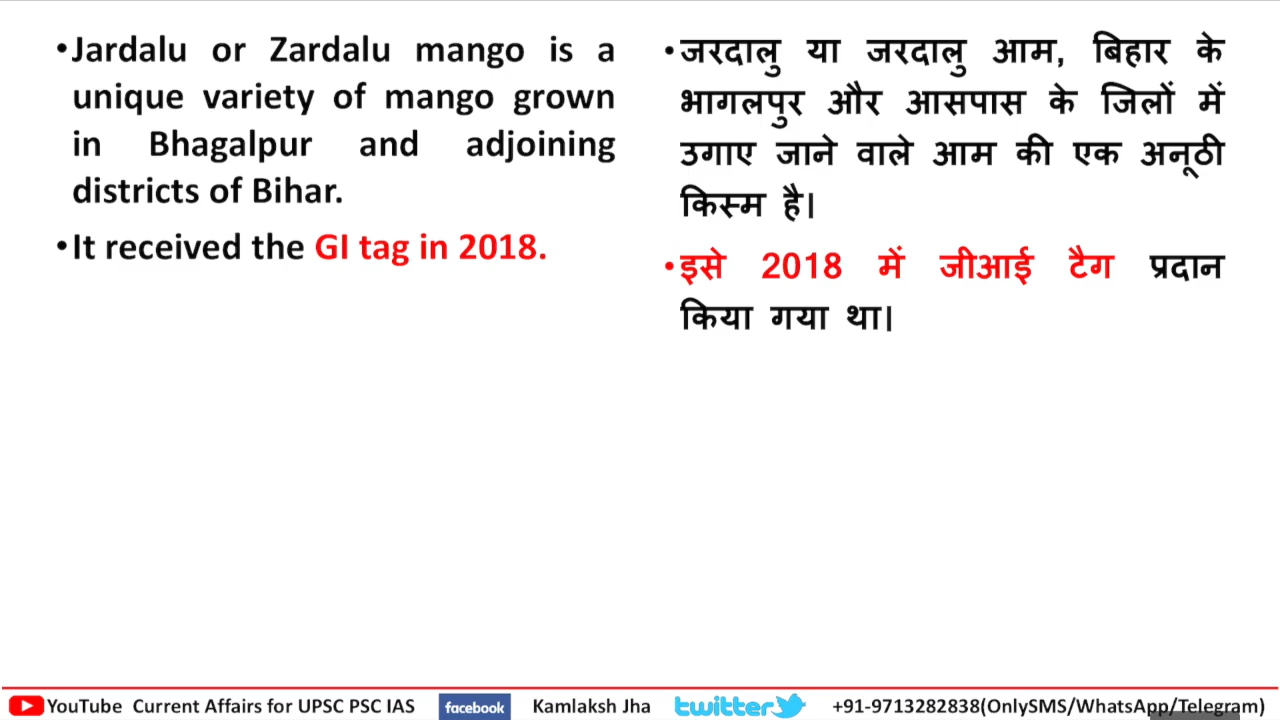 •Jardalu or Zardalu mango is a
unique variety of mango grown
in Bhagalpur and adjoining
districts of Bihar.
•It received the GI tag in 2018.
•जरदालु या जरदालु आम, बिहार के
भागलपुर और आसपास के जिलों में
उगाए जाने वाले आम की एक अनूठी
किस्म है।
•इसे 2018 में जीआई टैग प्रदान
किया गया था।
YouTube Current Affairs for UPSC PSC IAS facebook Kamlaksh Jha twitter +91-9713282838(OnlySMS/WhatsApp/Telegram)